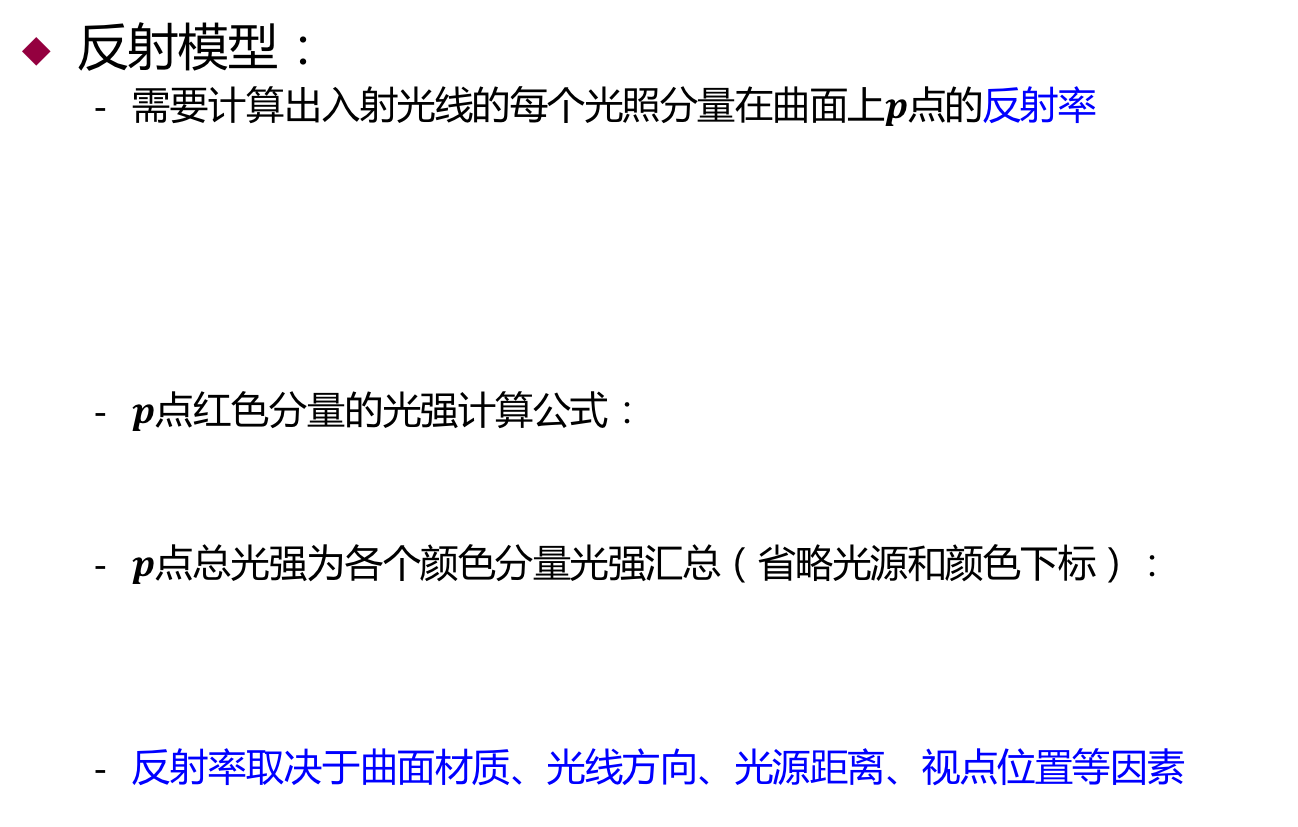 ◆ 反射模型：
- 需要计算出入射光线的每个光照分量在曲面上p点的反射率
- p点红色分量的光强计算公式：
- p点总光强为各个颜色分量光强汇总（省略光源和颜色下标）：
- 反射率取决于曲面材质、光线方向、光源距离、视点位置等因素